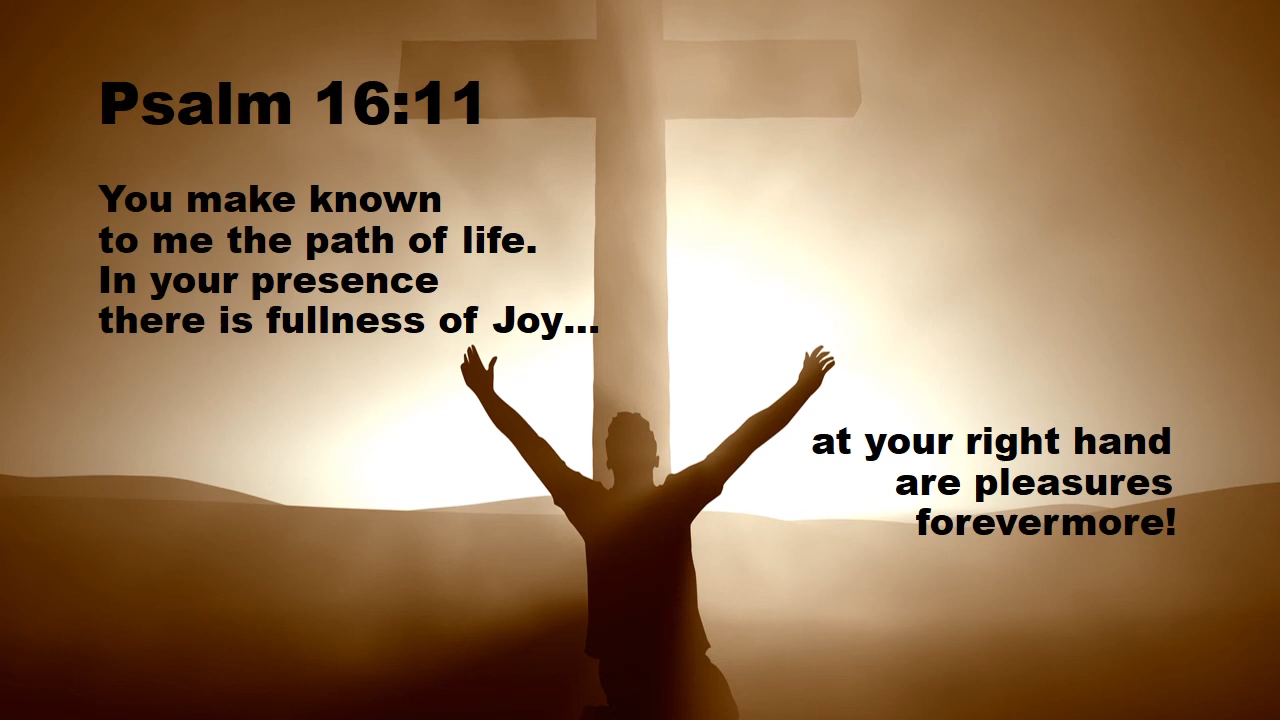 Psalm 16:11
You make known
to me the path of life.
In your presence
there is fullness of Joy...
at your right hand
are pleasures
forevermore!